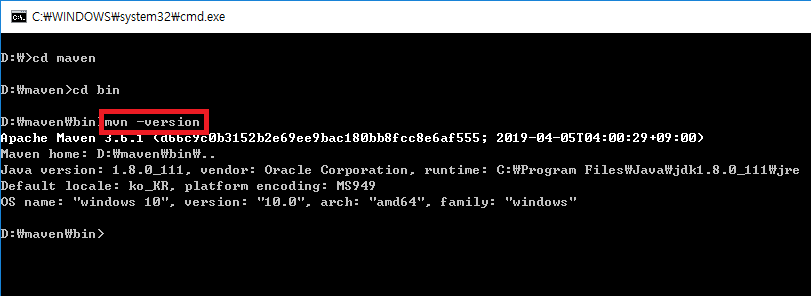 C:₩WINDOWS₩system32₩cmd.exe
D:₩>cd maven
D:₩maven>cd bin
D:₩maven₩bin>mvn -version
Apache Maven 3.6.1 (d66c9c0b3152b2e69ee9bac180bb8fcc8e6af555; 2019-04-05T04:00:29+09:00)
Maven home: D:₩maven₩bin₩..
Java version: 1.8.0_111, vendor: Oracle Corporation, runtime: C:₩Program Files₩Java₩jdk1.8.0_111₩jre
Default locale: ko_KR, platform encoding: MS949
OS name: "windows 10", version: "10.0", arch: "amd64", family: "windows"
D:₩maven₩bin>